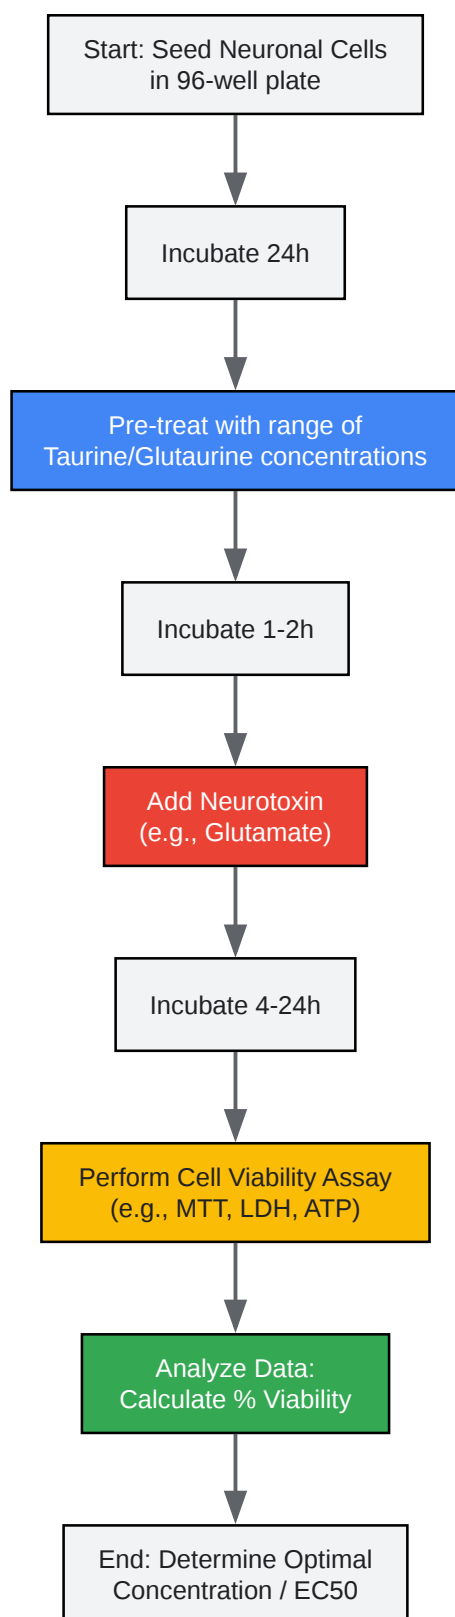 Start: Seed Neuronal Cells
in 96-well plate
Incubate 24h
Pre-treat with range of
Taurine/Glutaurine concentrations
Incubate 1-2h
Add Neurotoxin
(e.g., Glutamate)
Incubate 4-24h
Perform Cell Viability Assay
(e.g., MTT, LDH, ATP)
Analyze Data:
Calculate % Viability
End: Determine Optimal
Concentration / EC50